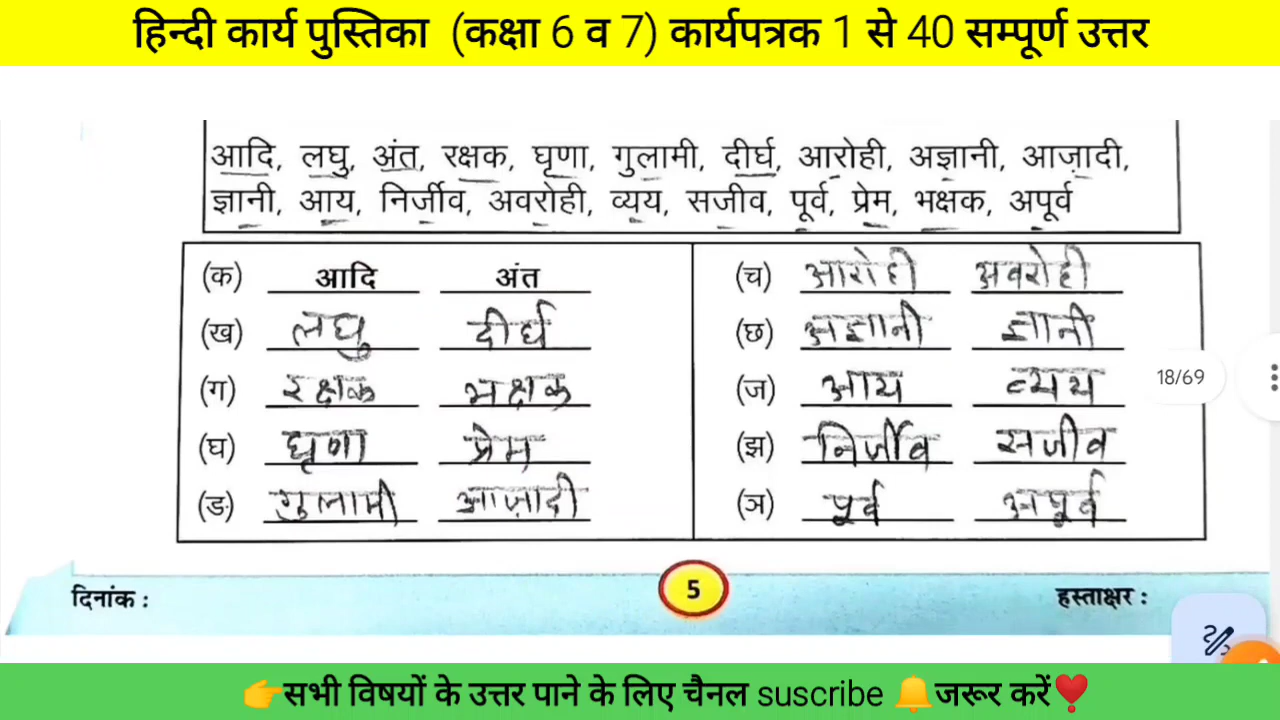 हिन्दी कार्य पुस्तिका (कक्षा 6 व 7) कार्यपत्रक 1 से 40 सम्पूर्ण उत्तर
आदि, लघु, अंत, रक्षक, घृणा, गुलामी, दीर्घ, आरोही, अज्ञानी, आज़ादी,
ज्ञानी, आय, निर्जीव, अवरोही, व्यय, सजीव, पूर्व, प्रेम, भक्षक, अपूर्व
(क) आदि अंत
(ख) लघु दीर्घ
(ग) रक्षक भक्षक
(घ) घृणा प्रेम
(ङ) गुलामी आज़ादी
(च) आरोही अवरोही
(छ) अज्ञानी ज्ञानी
(ज) आय व्यय
(झ) निर्जीव सजीव
(ञ) पूर्व अपूर्व
18/69
दिनांक :
5
हस्ताक्षर :
👉सभी विषयों के उत्तर पाने के लिए चैनल suscribe 🔔जरूर करें❣️